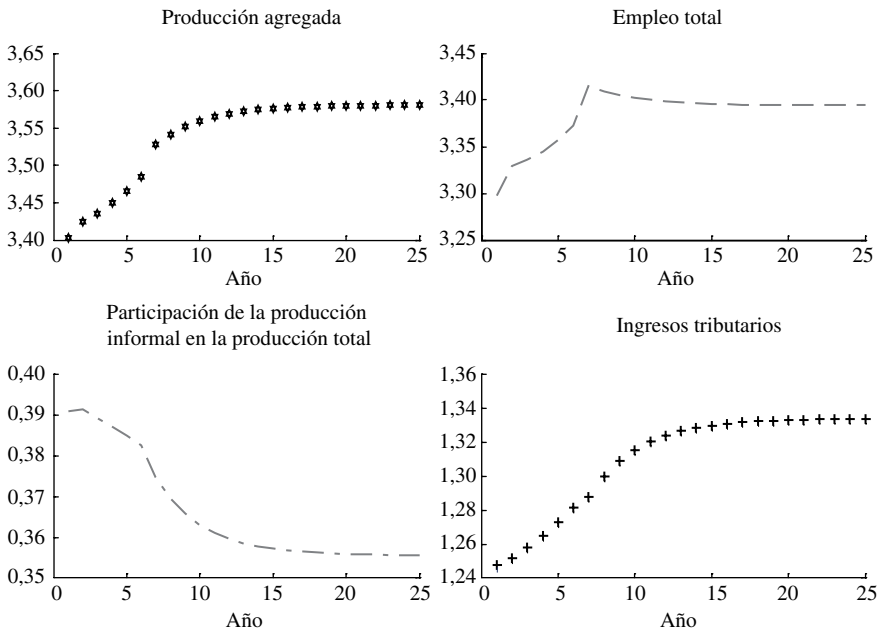 Producción agregada
3,65
3,60
3,55
3,50
3,45
3,40
0 5 10 15 20 25
Año
Empleo total
3,45
3,40
3,35
3,30
3,25
0 5 10 15 20 25
Año
Participación de la producción
informal en la producción total
0,40
0,39
0,38
0,37
0,36
0,35
0 5 10 15 20 25
Año
Ingresos tributarios
1,36
1,34
1,32
1,30
1,28
1,26
1,24
0 5 10 15 20 25
Año